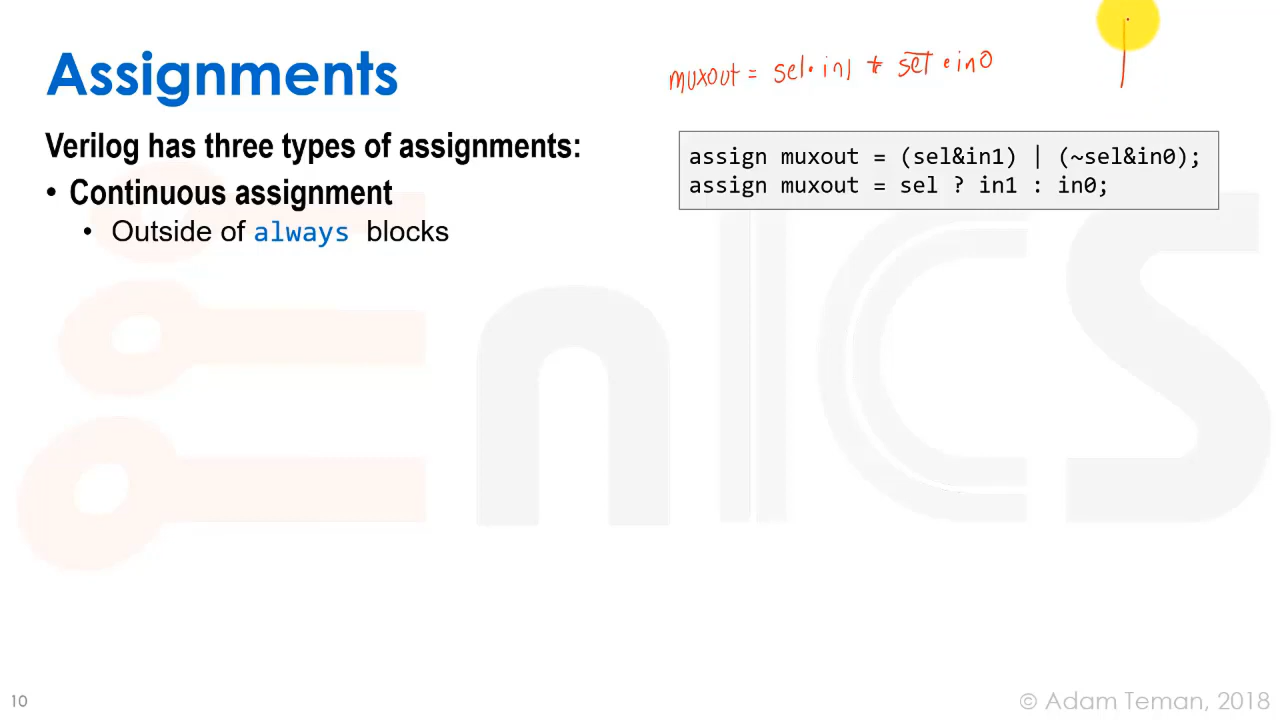 Assignments
muxout = sel·in1 + s̅e̅l̅·in0
Verilog has three types of assignments:
• Continuous assignment
• Outside of always blocks
assign muxout = (sel&in1) | (~sel&in0);
assign muxout = sel ? in1 : in0;
EnICS
10
© Adam Teman, 2018